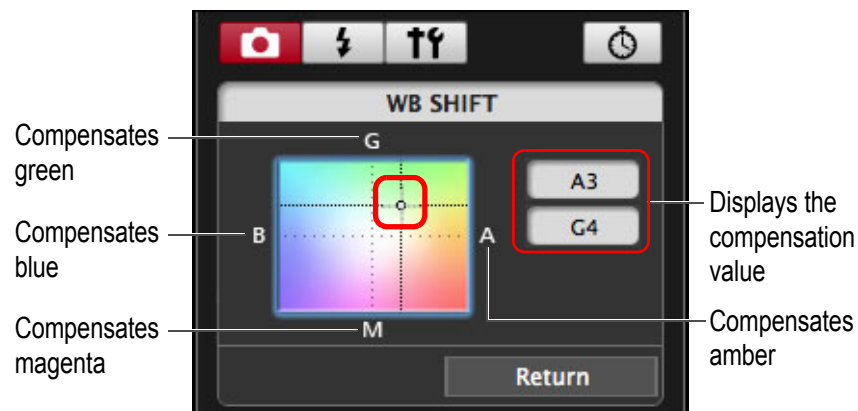 WB SHIFT
Compensates
green
G
A3
G4
Compensates
blue
B
A
Displays the
compensation
value
Compensates
magenta
M
Compensates
amber
Return